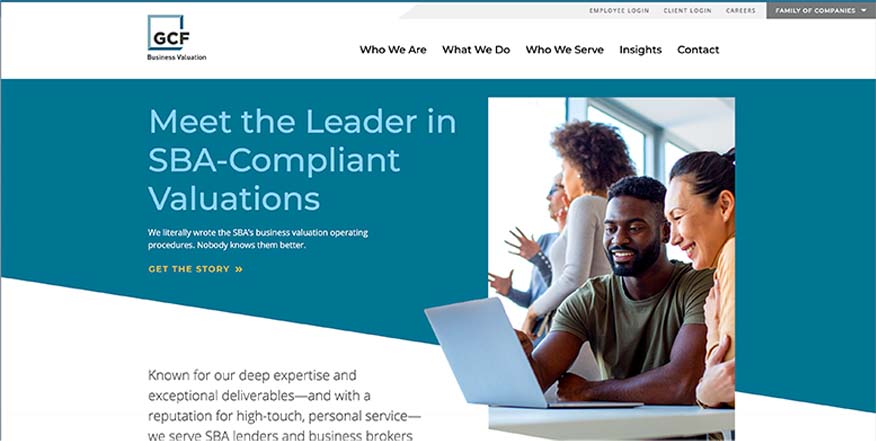 EMPLOYEE LOGIN CLIENT LOGIN CAREERS FAMILY OF COMPANIES
GCF
Business Valuation
Who We Are What We Do Who We Serve Insights Contact
Meet the Leader in
SBA-Compliant
Valuations
We literally wrote the SBA's business valuation operating
procedures. Nobody knows them better.
GET THE STORY »
Known for our deep expertise and
exceptional deliverables—and with a
reputation for high-touch, personal service—
we serve SBA lenders and business brokers